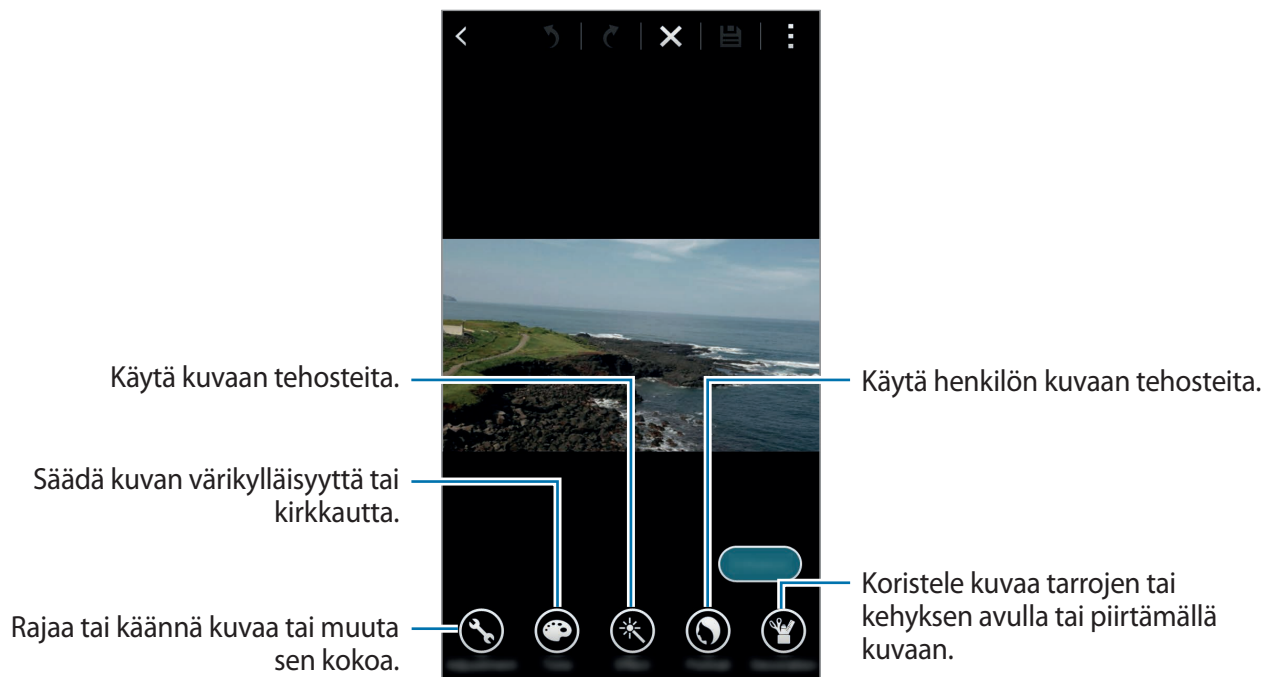 Käytä kuvaan tehosteita.
Säädä kuvan värikylläisyyttä tai
kirkkautta.
Rajaa tai käännä kuvaa tai muuta
sen kokoa.
Käytä henkilön kuvaan tehosteita.
Koristele kuvaa tarrojen tai
kehyksen avulla tai piirtämällä
kuvaan.